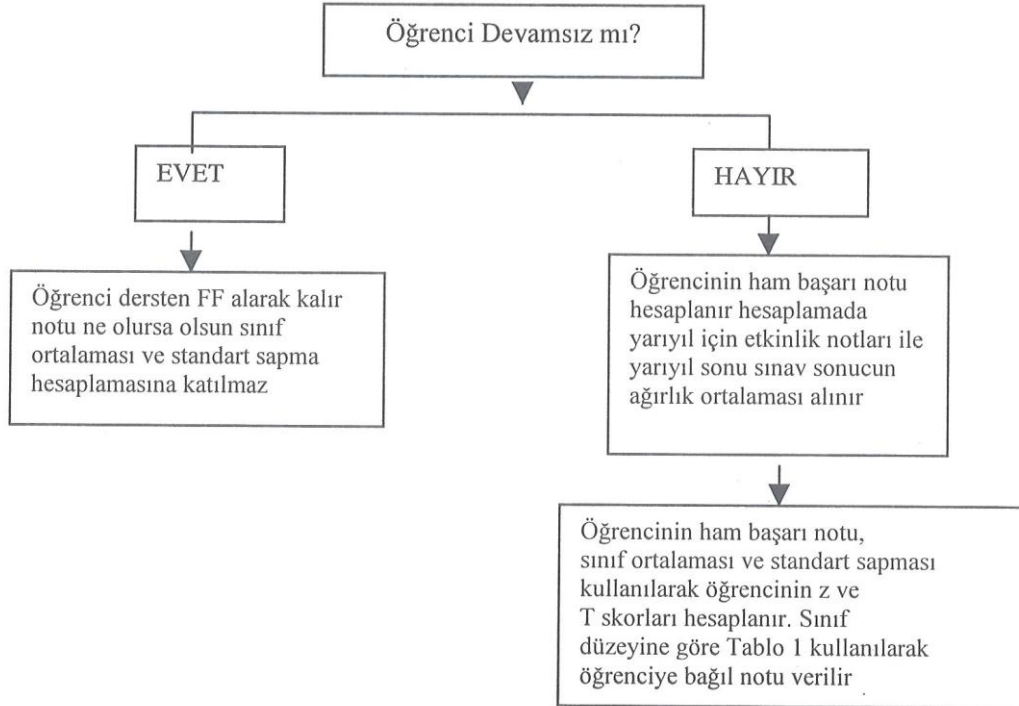 Öğrenci Devamsız mı?
EVET
HAYIR
Öğrenci dersten FF alarak kalır
notu ne olursa olsun sınıf
ortalaması ve standart sapma
hesaplamasına katılmaz
Öğrencinin ham başarı notu
hesaplanır hesaplamada
yarıyıl için etkinlik notları ile
yarıyıl sonu sınav sonucun
ağırlık ortalaması alınır
Öğrencinin ham başarı notu,
sınıf ortalaması ve standart sapması
kullanılarak öğrencinin z ve
T skorları hesaplanır. Sınıf
düzeyine göre Tablo 1 kullanılarak
öğrenciye bağıl notu verilir